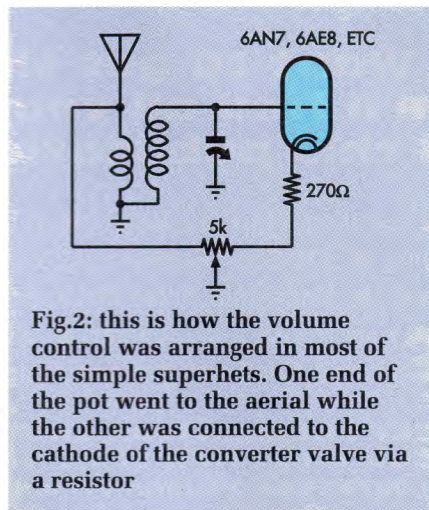 6AN7, 6AE8, ETC
270Ω
5k
Fig.2: this is how the volume
control was arranged in most of
the simple superhets. One end of
the pot went to the aerial while
the other was connected to the
cathode of the converter valve via
a resistor